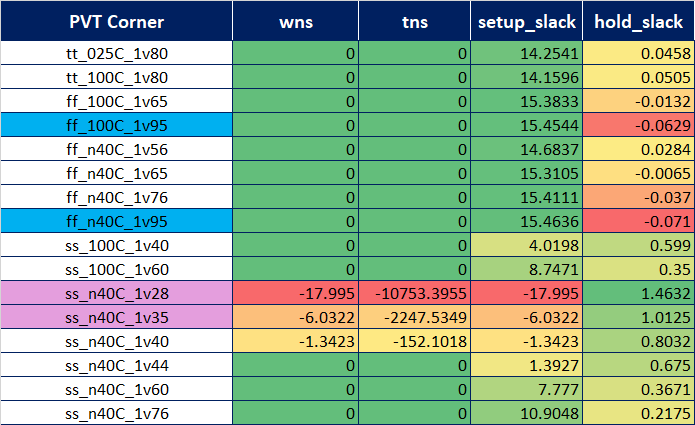 PVT Corner wns tns setup_slack hold_slack
tt_025C_1v80 0 0 14.2541 0.0458
tt_100C_1v80 0 0 14.1596 0.0505
ff_100C_1v65 0 0 15.3833 -0.0132
ff_100C_1v95 0 0 15.4544 -0.0629
ff_n40C_1v56 0 0 14.6837 0.0284
ff_n40C_1v65 0 0 15.3105 -0.0065
ff_n40C_1v76 0 0 15.4111 -0.037
ff_n40C_1v95 0 0 15.4636 -0.071
ss_100C_1v40 0 0 4.0198 0.599
ss_100C_1v60 0 0 8.7471 0.35
ss_n40C_1v28 -17.995 -10753.3955 -17.995 1.4632
ss_n40C_1v35 -6.0322 -2247.5349 -6.0322 1.0125
ss_n40C_1v40 -1.3423 -152.1018 -1.3423 0.8032
ss_n40C_1v44 0 0 1.3927 0.675
ss_n40C_1v60 0 0 7.777 0.3671
ss_n40C_1v76 0 0 10.9048 0.2175